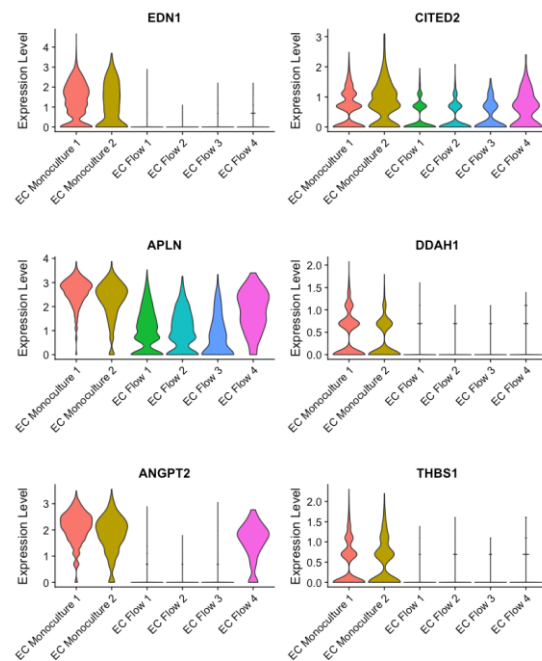 EDN1
Expression Level
4
3
2
1
0
EC Monoculture 1
EC Monoculture 2
EC Flow 1
EC Flow 2
EC Flow 3
EC Flow 4
CITED2
Expression Level
3
2
1
0
EC Monoculture 1
EC Monoculture 2
EC Flow 1
EC Flow 2
EC Flow 3
EC Flow 4
APLN
Expression Level
4
3
2
1
0
EC Monoculture 1
EC Monoculture 2
EC Flow 1
EC Flow 2
EC Flow 3
EC Flow 4
DDAH1
Expression Level
2.0
1.5
1.0
0.5
0.0
EC Monoculture 1
EC Monoculture 2
EC Flow 1
EC Flow 2
EC Flow 3
EC Flow 4
ANGPT2
Expression Level
3
2
1
0
EC Monoculture 1
EC Monoculture 2
EC Flow 1
EC Flow 2
EC Flow 3
EC Flow 4
THBS1
Expression Level
2.0
1.5
1.0
0.5
0.0
EC Monoculture 1
EC Monoculture 2
EC Flow 1
EC Flow 2
EC Flow 3
EC Flow 4